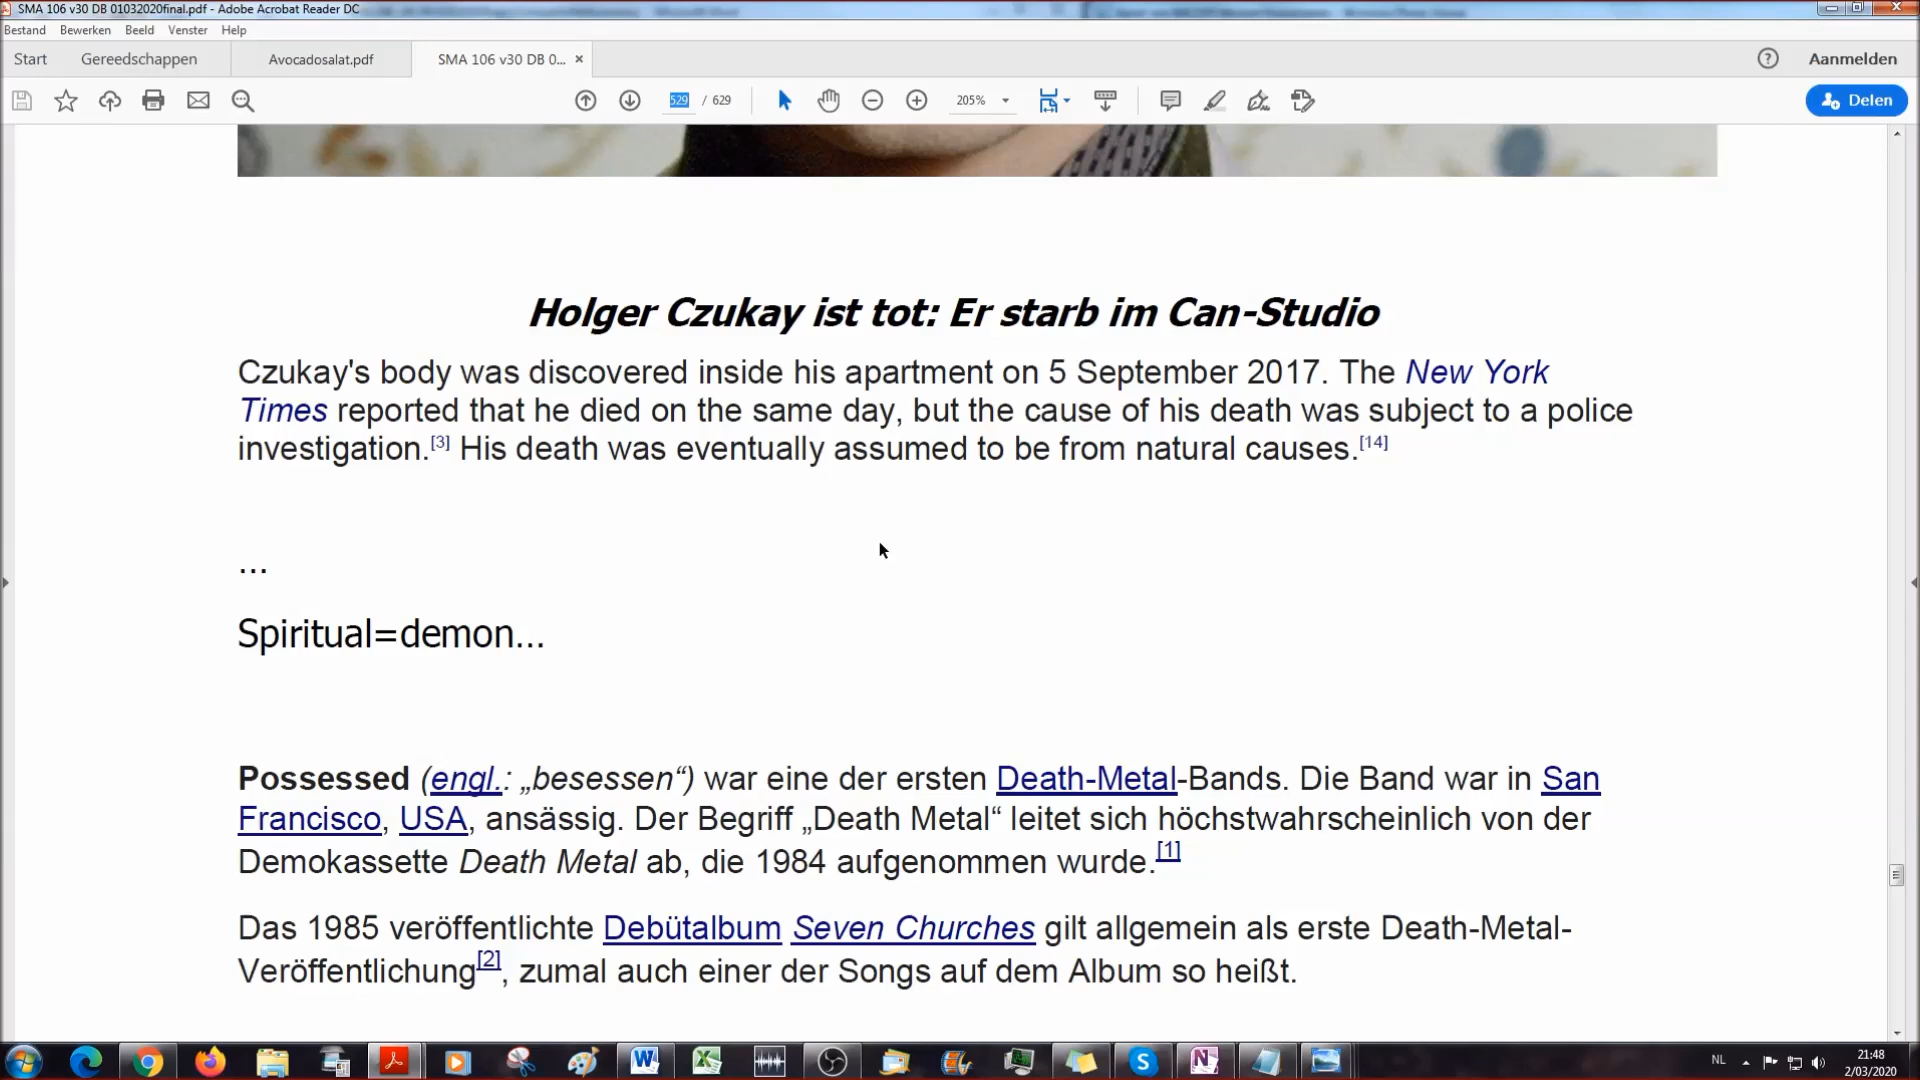 SMA 106 v30 DB 01032020final.pdf - Adobe Acrobat Reader DC
Bestand Bewerken Beeld Venster Help
Start Gereedschappen Avocadosalat.pdf SMA 106 v30 DB 0... × Aanmelden
529 / 629 205% Delen
Holger Czukay ist tot: Er starb im Can-Studio
Czukay's body was discovered inside his apartment on 5 September 2017. The New York
Times reported that he died on the same day, but the cause of his death was subject to a police
investigation.[3] His death was eventually assumed to be from natural causes.[14]
...
Spiritual=demon...
Possessed (engl.: „besessen“) war eine der ersten Death-Metal-Bands. Die Band war in San
Francisco, USA, ansässig. Der Begriff „Death Metal“ leitet sich höchstwahrscheinlich von der
Demokassette Death Metal ab, die 1984 aufgenommen wurde.[1]
Das 1985 veröffentlichte Debütalbum Seven Churches gilt allgemein als erste Death-Metal-
Veröffentlichung[2], zumal auch einer der Songs auf dem Album so heißt.
NL 21:48
2/03/2020